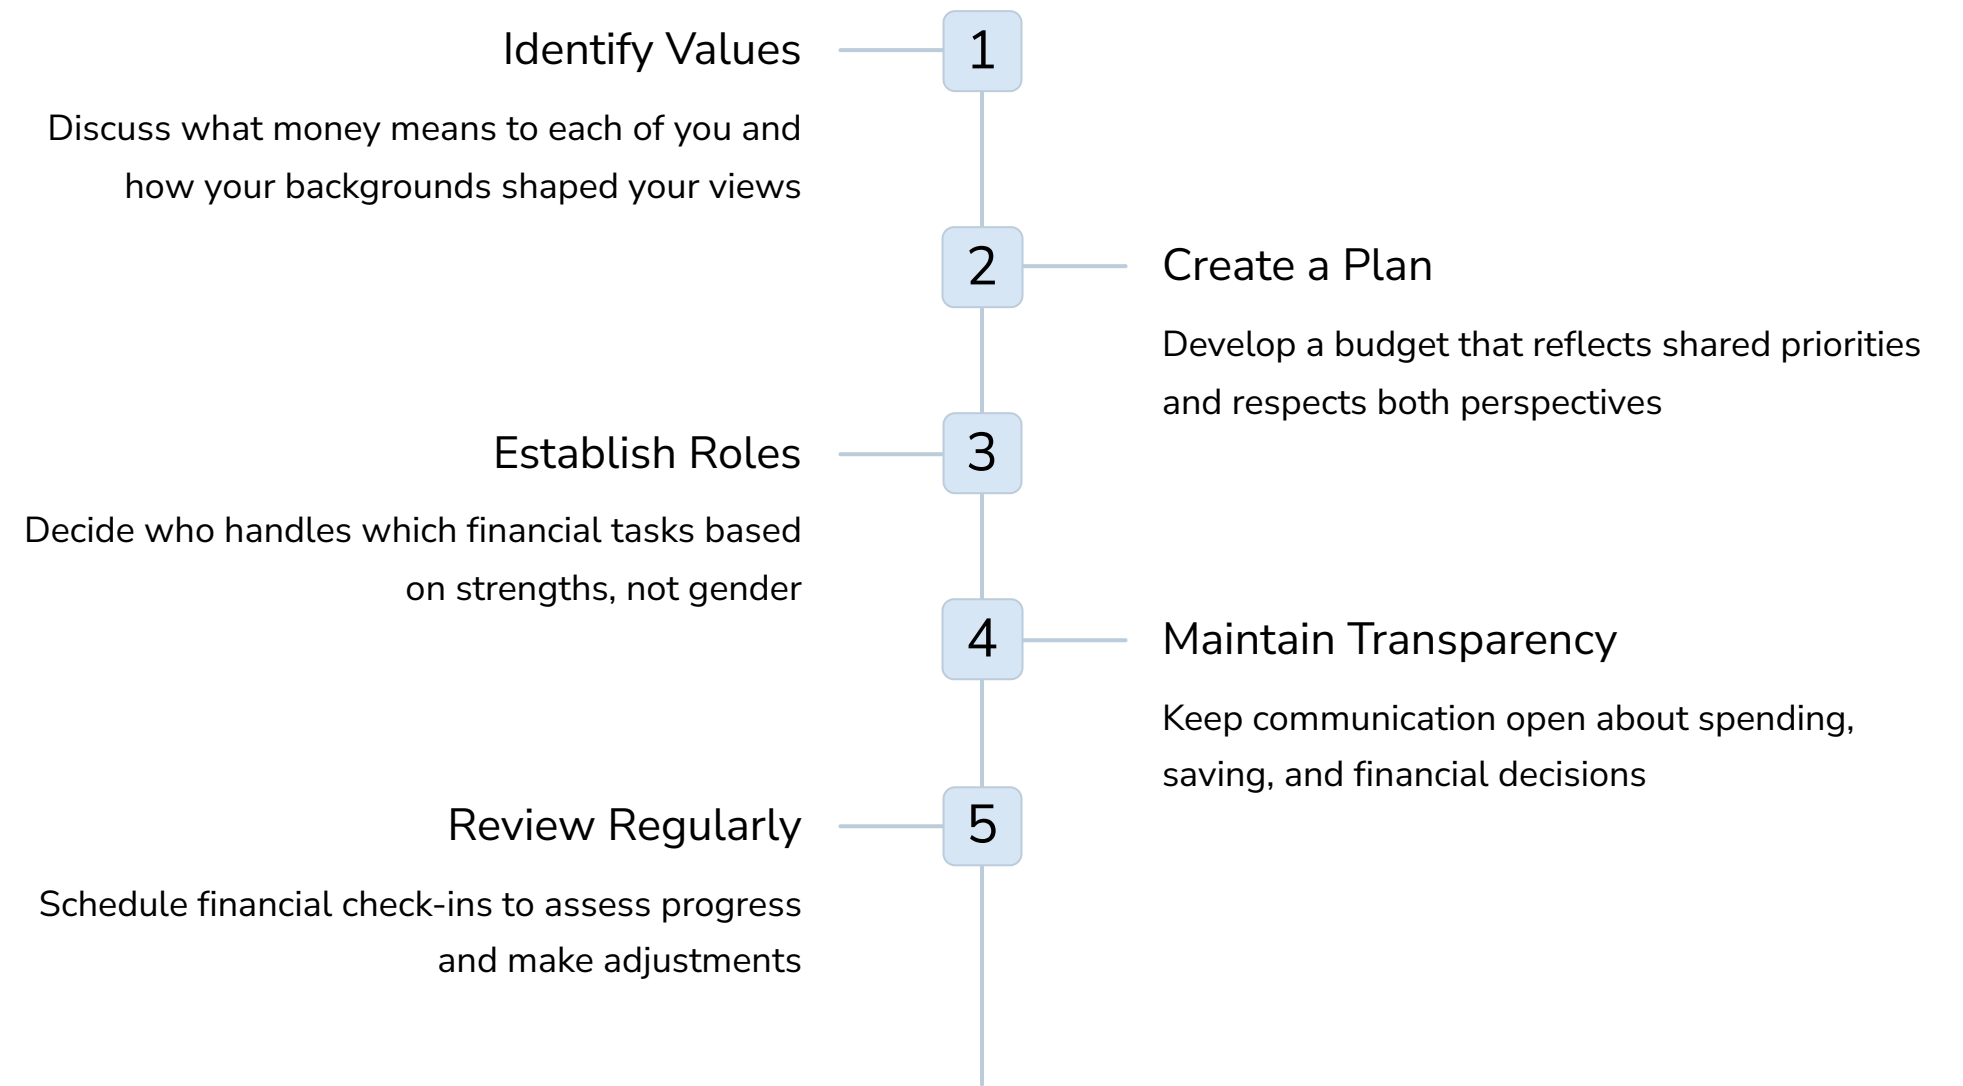 Identify Values
1
Discuss what money means to each of you and
how your backgrounds shaped your views
2
Create a Plan
Develop a budget that reflects shared priorities
and respects both perspectives
Establish Roles
3
Decide who handles which financial tasks based
on strengths, not gender
4
Maintain Transparency
Keep communication open about spending,
saving, and financial decisions
Review Regularly
5
Schedule financial check-ins to assess progress
and make adjustments